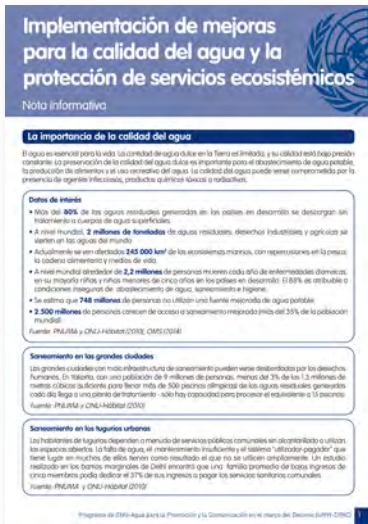 Implementación de mejoras
para la calidad del agua y la
protección de servicios ecosistémicos
Nota informativa
La importancia de la calidad del agua
El agua es esencial para la vida. La cantidad de agua dulce en la Tierra es limitada, y su calidad está bajo presión
constante. La preservación de la calidad del agua dulce es importante para el abastecimiento de agua potable,
la producción de alimentos y el uso recreativo del agua. La calidad del agua puede verse comprometida por la
presencia de agentes infecciosos, productos químicos tóxicos o radiactivos.
Datos de interés
• Más del 80% de las aguas residuales generadas en los países en desarrollo se descargan sin
tratamiento a cuerpos de agua superficiales.
• A nivel mundial, 2 millones de toneladas de aguas residuales, desechos industriales y agrícolas se
vierten en las aguas del mundo
• Actualmente se ven afectados 245 000 km² de los ecosistemas marinos, con repercusiones en la pesca,
la cadena alimentaria y medios de vida.
• A nivel mundial alrededor de 2,2 millones de personas mueren cada año de enfermedades diarreicas,
en su mayoría niñas y niños menores de cinco años en los países en desarrollo. El 88% es atribuible a
condiciones inseguras de abastecimiento de agua, saneamiento e higiene.
• Se estima que 748 millones de personas no utilizan una fuente mejorada de agua potable.
• 2.500 millones de personas carecen de acceso a saneamiento mejorado (más del 35% de la población
mundial).
Fuente: PNUMA y ONU-Hábitat (2010), OMS (2014)
Saneamiento en las grandes ciudades
Las grandes ciudades con mala infraestructura de saneamiento pueden verse desbordadas por los desechos
humanos. En Yakarta, con una población de 9 millones de personas, menos del 3% de los 1,3 millones de
metros cúbicos (suficiente para llenar más de 500 piscinas olímpicas) de las aguas residuales generadas
cada día llega a una planta de tratamiento - sólo hay capacidad para procesar el equivalente a 15 piscinas.
Fuente: PNUMA y ONU-Hábitat (2010)
Saneamiento en los tugurios urbanos
Los habitantes de tugurios dependen a menudo de servicios públicos comunales sin alcantarillado o utilizan
los espacios abiertos. La falta de agua, el mantenimiento insuficiente y el sistema "utilizador-pagador" que
tiene lugar en muchos de ellos tienen como resultado el que no se utilicen ampliamente. Un estudio
realizado en los barrios marginales de Delhi encontró que una familia promedio de bajos ingresos de
cinco miembros podía dedicar el 37% de sus ingresos a pagar los servicios sanitarios comunales.
Fuente: PNUMA y ONU-Hábitat (2010)
Programa de ONU-Agua para la Promoción y la Comunicación en el marco del Decenio (UNW-DPAC) 1